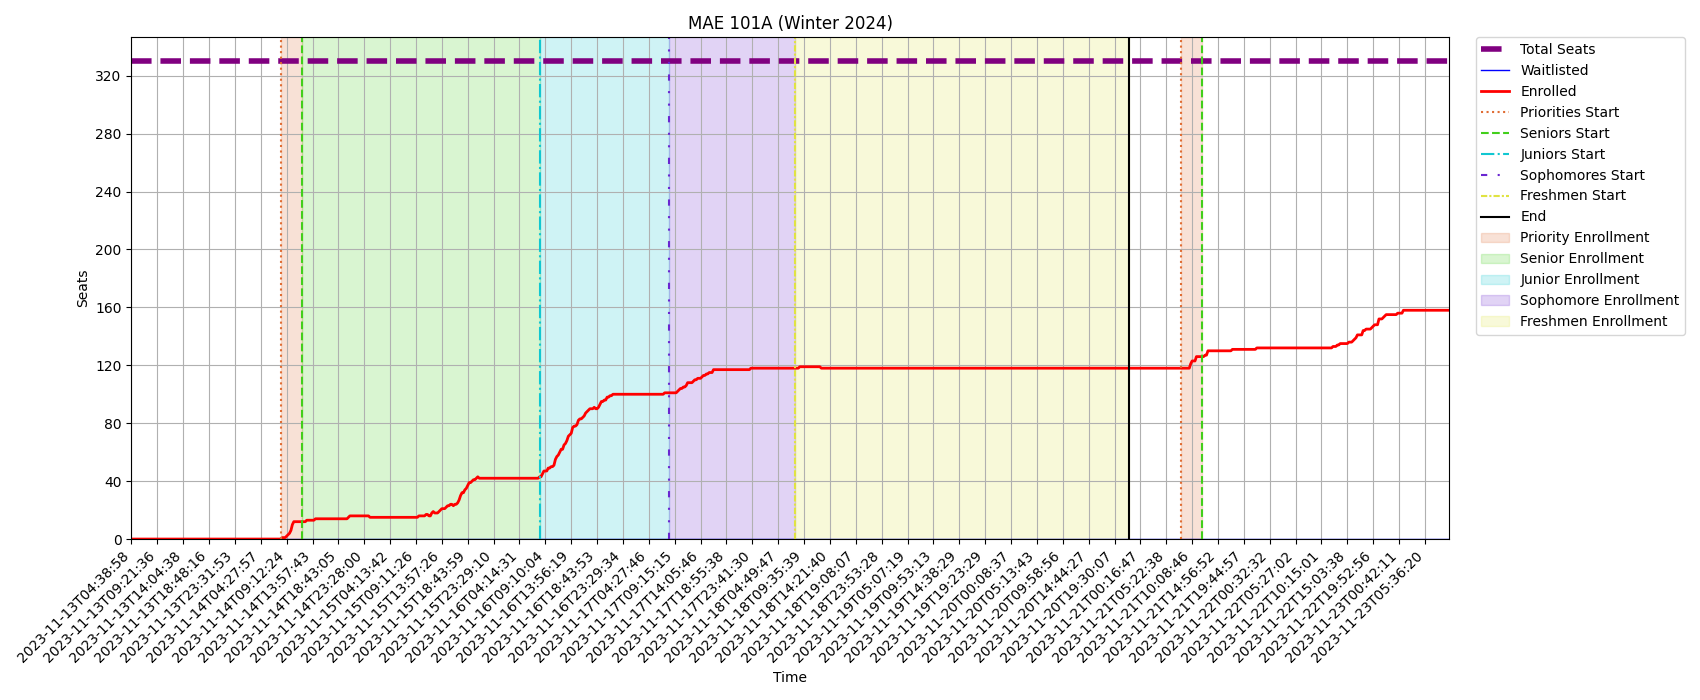 MAE 101A (Winter 2024)
Seats
320
280
240
200
160
120
80
40
0
2023-11-13T04:38:58
2023-11-13T09:21:36
2023-11-13T14:04:38
2023-11-13T18:48:16
2023-11-13T23:31:53
2023-11-14T04:27:57
2023-11-14T09:12:24
2023-11-14T13:57:43
2023-11-14T18:43:05
2023-11-14T23:28:00
2023-11-15T04:13:42
2023-11-15T09:11:26
2023-11-15T13:57:26
2023-11-15T18:43:59
2023-11-15T23:29:10
2023-11-16T04:14:31
2023-11-16T09:10:04
2023-11-16T13:56:19
2023-11-16T18:43:53
2023-11-16T23:29:34
2023-11-17T04:27:46
2023-11-17T09:15:13
2023-11-17T14:05:46
2023-11-17T18:55:38
2023-11-17T23:41:30
2023-11-18T04:49:47
2023-11-18T09:35:39
2023-11-18T14:21:40
2023-11-18T19:08:07
2023-11-18T23:53:28
2023-11-19T05:07:19
2023-11-19T09:53:13
2023-11-19T14:38:29
2023-11-19T19:23:29
2023-11-20T00:08:37
2023-11-20T05:13:43
2023-11-20T09:58:56
2023-11-20T14:44:27
2023-11-20T19:30:07
2023-11-21T00:16:47
2023-11-21T05:22:38
2023-11-21T10:08:46
2023-11-21T14:56:52
2023-11-21T19:44:57
2023-11-22T00:32:32
2023-11-22T05:27:02
2023-11-22T10:15:01
2023-11-22T15:03:38
2023-11-22T19:52:56
2023-11-23T00:42:11
2023-11-23T05:36:20
Time
Total Seats
Waitlisted
Enrolled
Priorities Start
Seniors Start
Juniors Start
Sophomores Start
Freshmen Start
End
Priority Enrollment
Senior Enrollment
Junior Enrollment
Sophomore Enrollment
Freshmen Enrollment